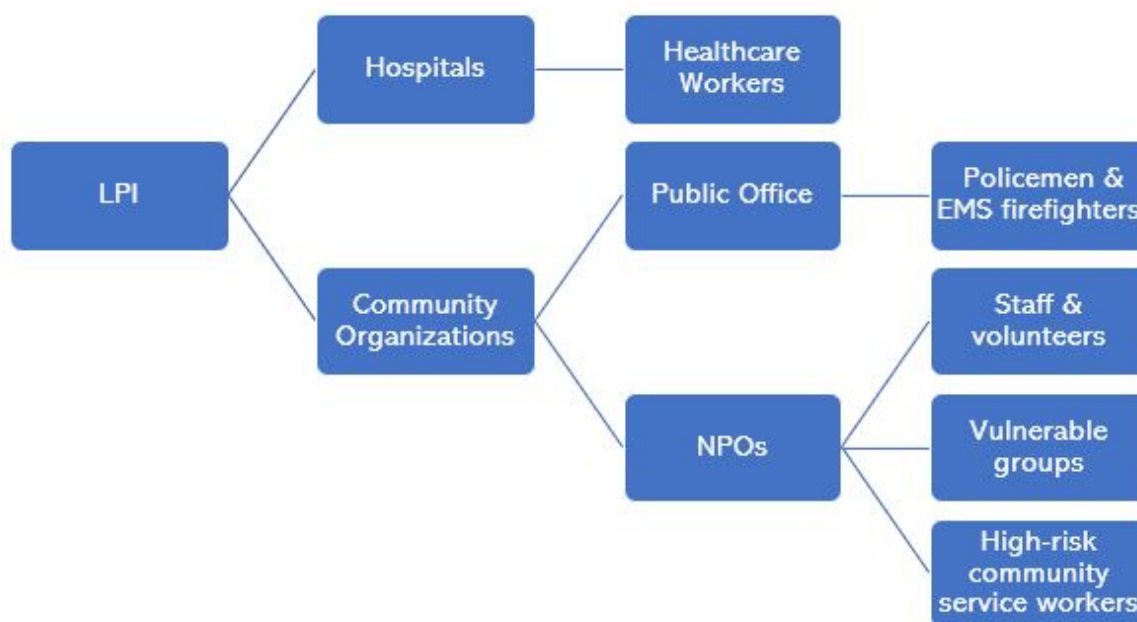 LPI
Hospitals
Healthcare
Workers
Community
Organizations
Public Office
Policemen &
EMS firefighters
NPOs
Staff &
volunteers
Vulnerable
groups
High-risk
community
service workers